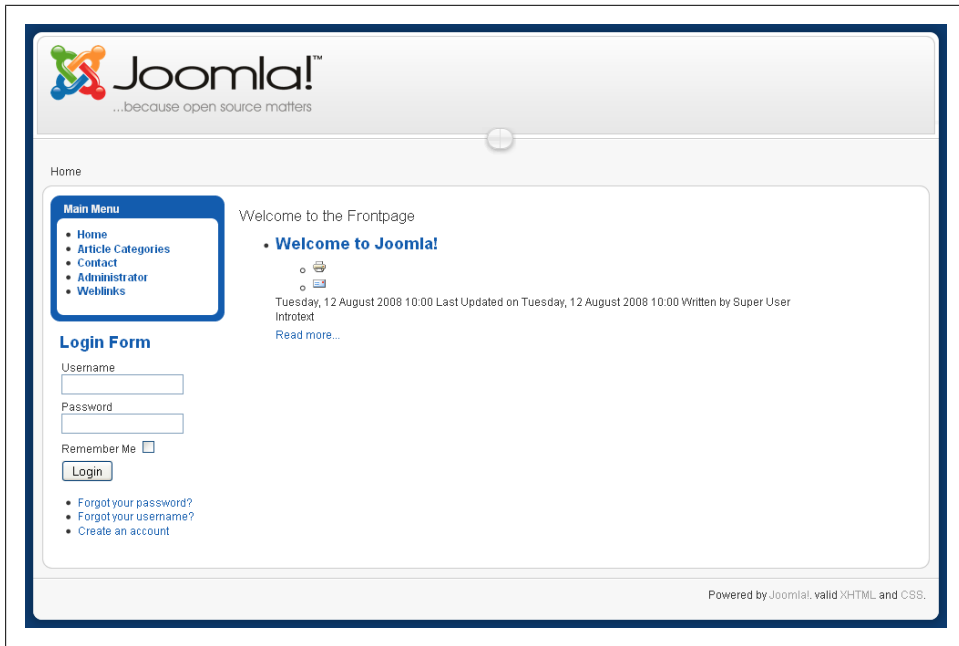 Joomla!™
...because open source matters
Home
Main Menu
Home
Article Categories
Contact
Administrator
Weblinks
Login Form
Username
Password
Remember Me
Login
Forgot your password?
Forgot your username?
Create an account
Welcome to the Frontpage
Welcome to Joomla!
Tuesday, 12 August 2008 10:00 Last Updated on Tuesday, 12 August 2008 10:00 Written by Super User
Introtext
Read more...
Powered by Joomla!. valid XHTML and CSS.